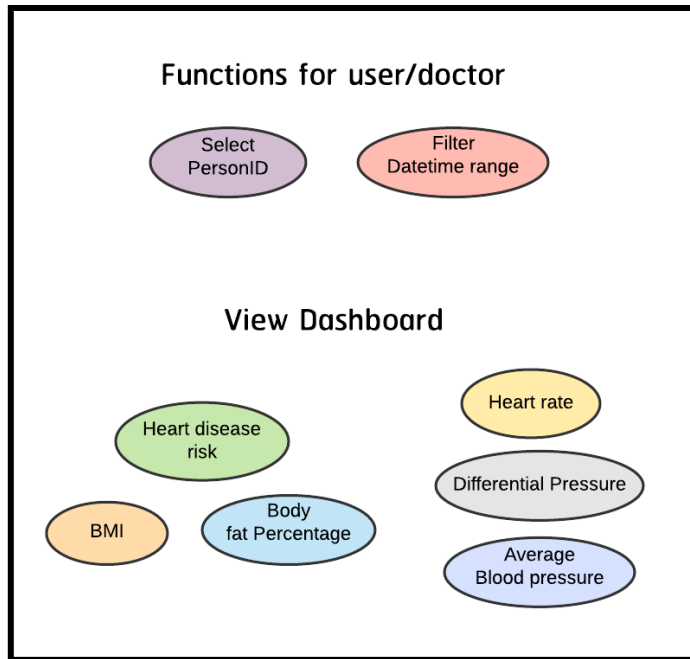 Functions for user/doctor
Select
PersonID
Filter
Datetime range
View Dashboard
Heart disease
risk
Heart rate
Differential Pressure
BMI
Body
fat Percentage
Average
Blood pressure